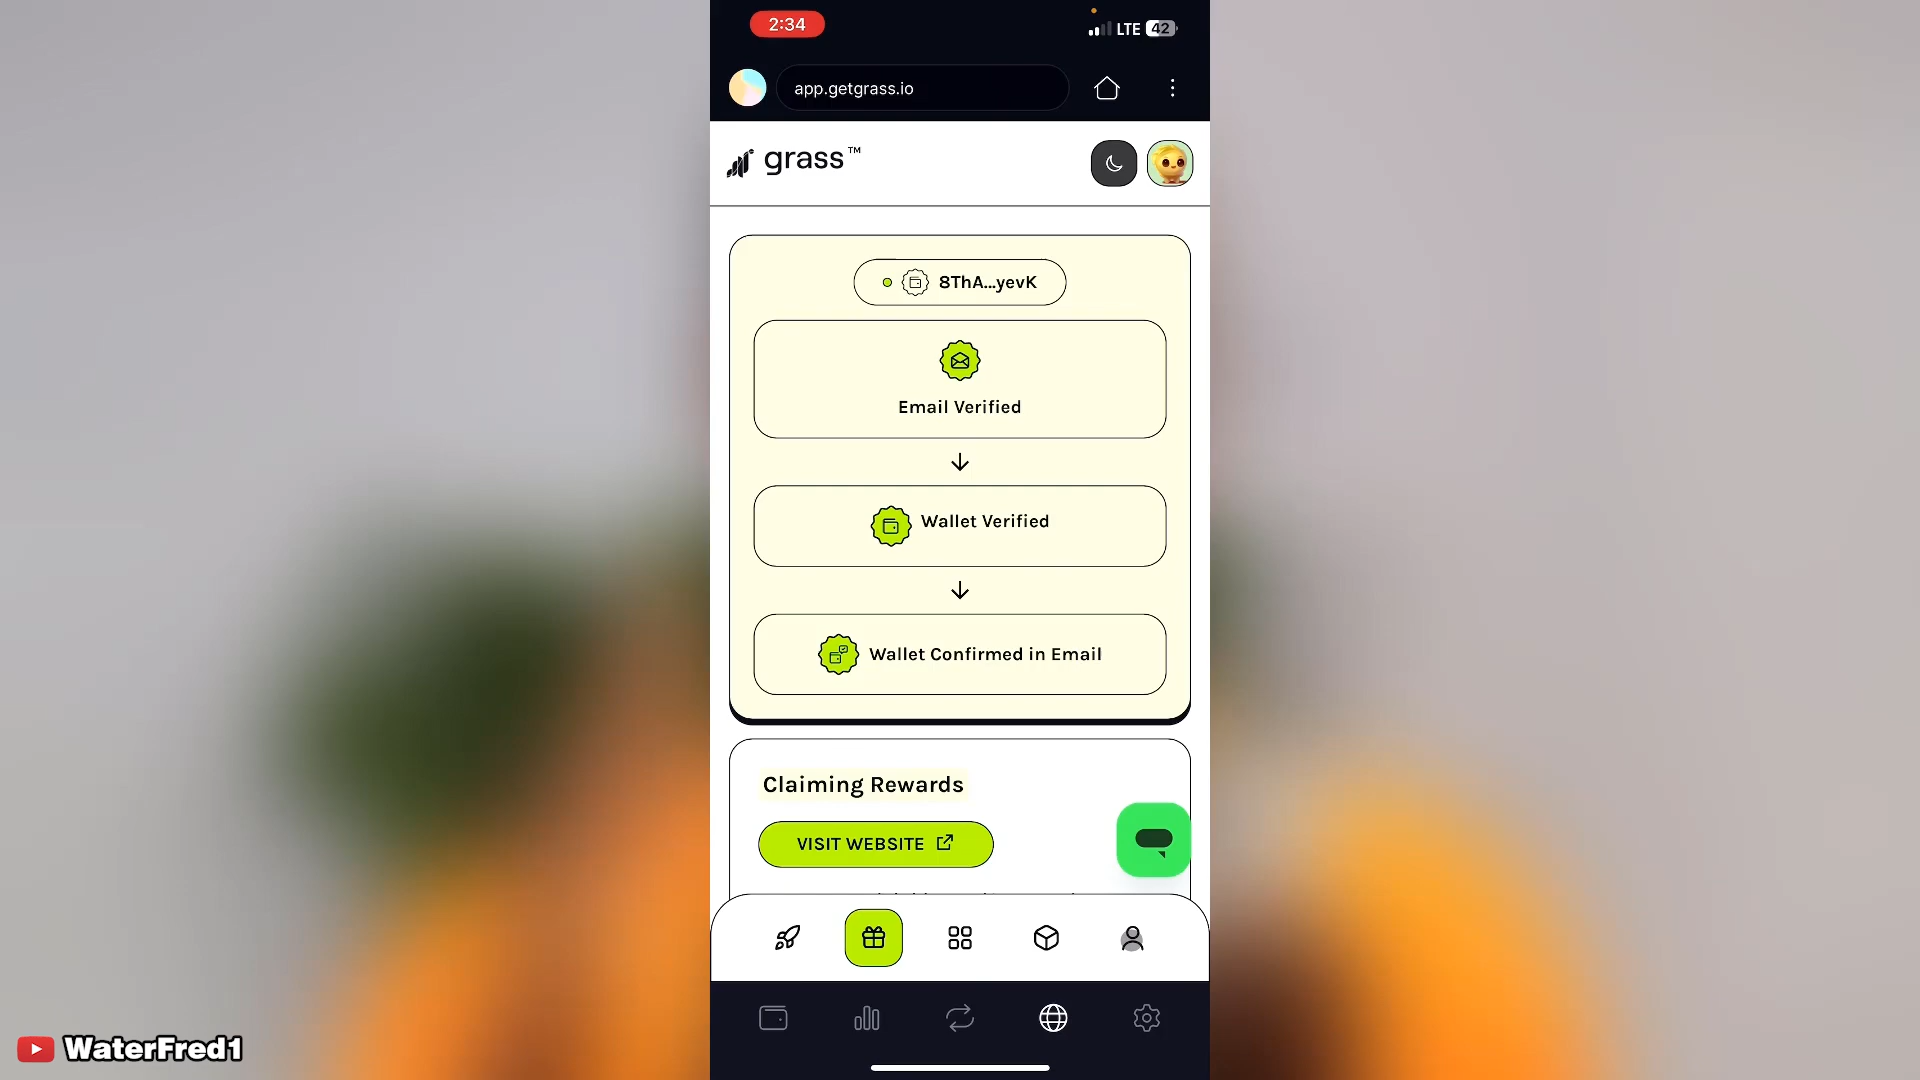 2:34
LTE 42
app.getgrass.io
grass™
8ThA...yevK
Email Verified
Wallet Verified
Wallet Confirmed in Email
Claiming Rewards
VISIT WEBSITE
WaterFred1